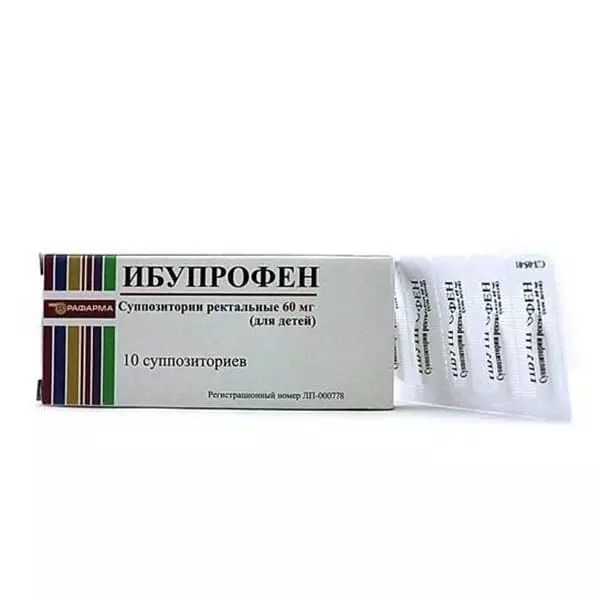 ИБУПРОФЕН
РАФАРМА
Суппозитории ректальные 60 мг
(для детей)
10 суппозиториев
Регистрационный номер ЛП-000778